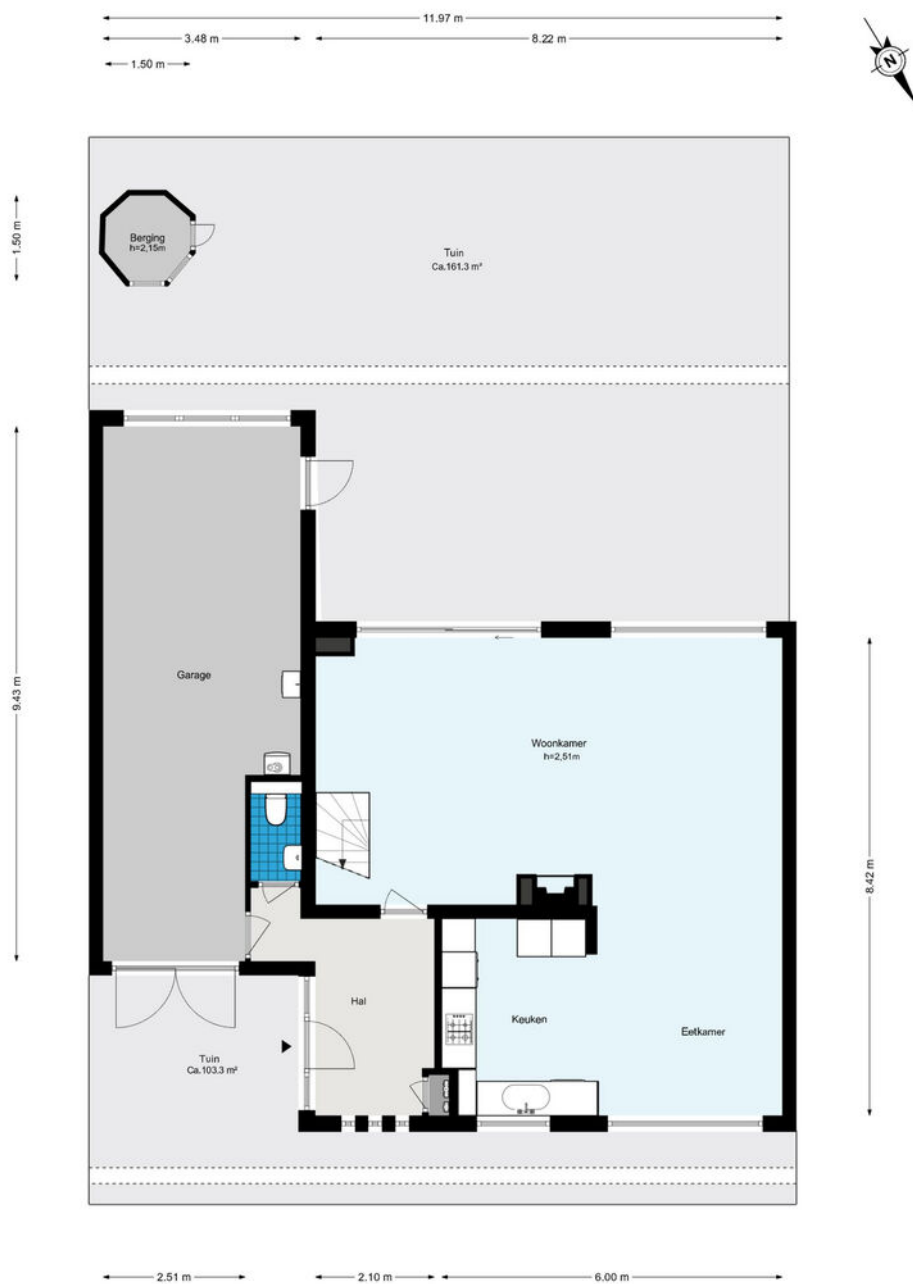 11.97 m
3.48 m
8.22 m
1.50 m
N
1.50 m
Berging
h=2,15m
Tuin
Ca.161.3 m²
9.43 m
Garage
Woonkamer
h=2,51m
8.42 m
Hal
Keuken
Eetkamer
Tuin
Ca.103.3 m²
2.51 m
2.10 m
6.00 m